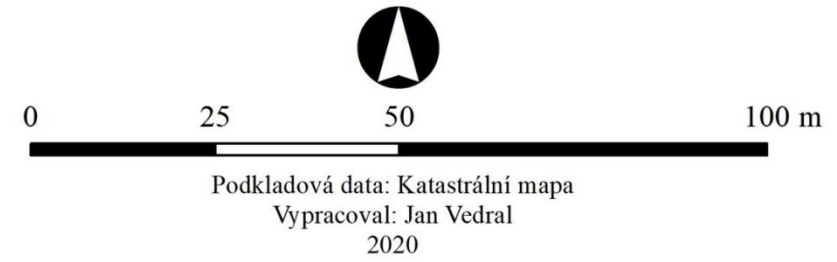 0 25 50 100 m
Podkladová data: Katastrální mapa
Vypracoval: Jan Vedral
2020